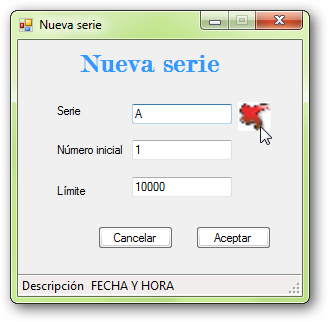 Nueva serie
Nueva serie
Serie A
Número inicial 1
Límite 10000
Cancelar Aceptar
Descripción FECHA Y HORA